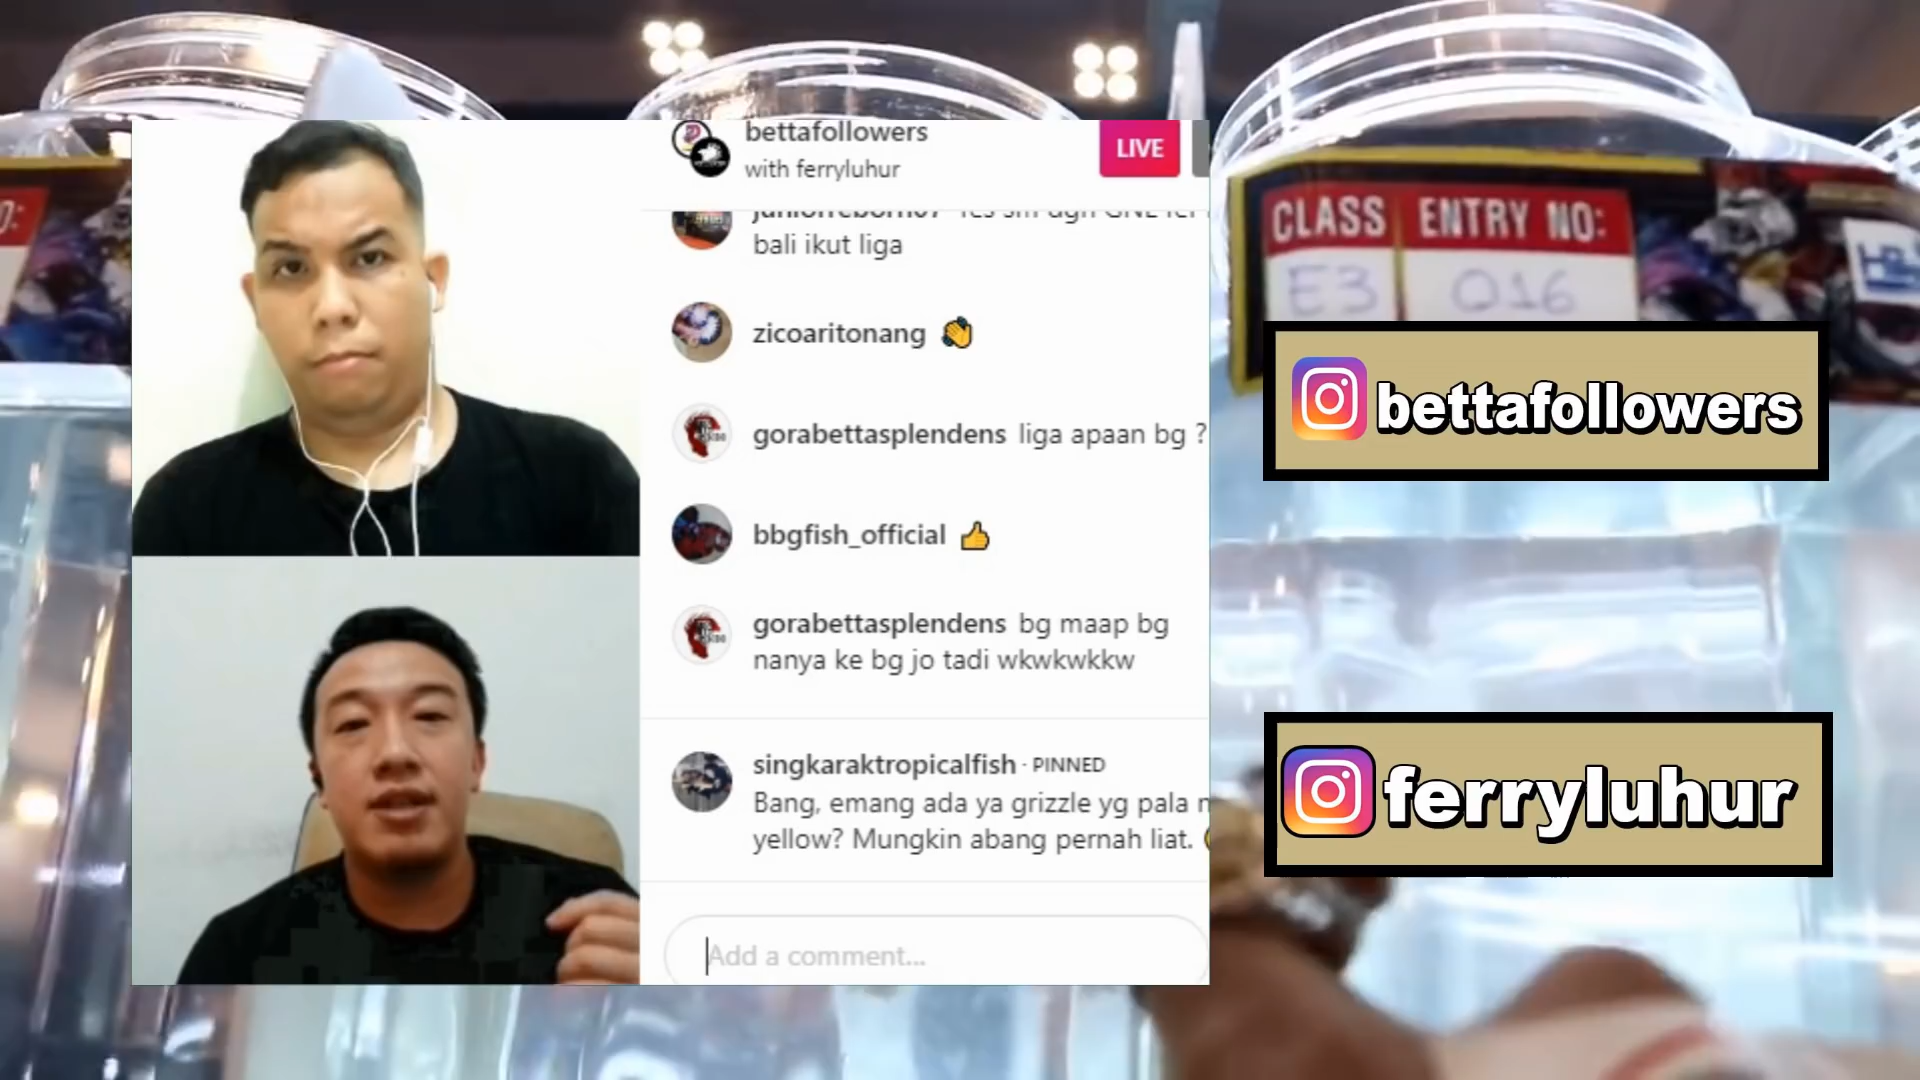 bettafollowers
with ferryluhur
LIVE
bali ikut liga
zicoaritonang 👏
gorabettasplendens liga apaan bg ?
bbgfish_official 👍
gorabettasplendens bg maap bg
nanya ke bg jo tadi wkwkwkkw
singkaraktropicalfish · PINNED
Bang, emang ada ya grizzle yg pala
yellow? Mungkin abang pernah liat.
Add a comment...
CLASS ENTRY NO:
E3 016
bettafollowers
ferryluhur